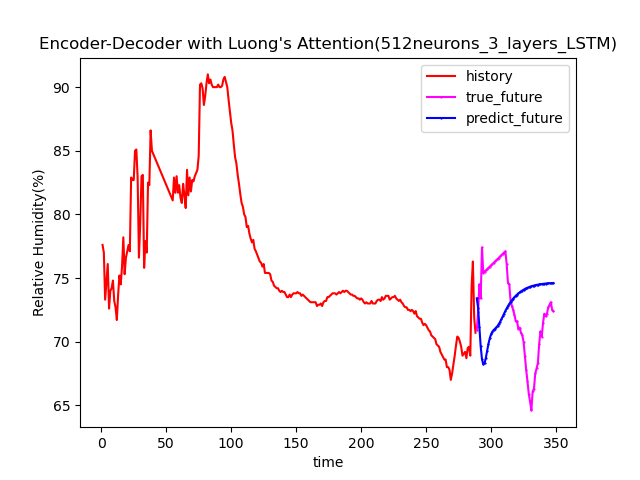 Encoder-Decoder with Luong's Attention(512neurons_3_layers_LSTM)
history
true_future
predict_future
Relative Humidity(%)
90
85
80
75
70
65
0 50 100 150 200 250 300 350
time